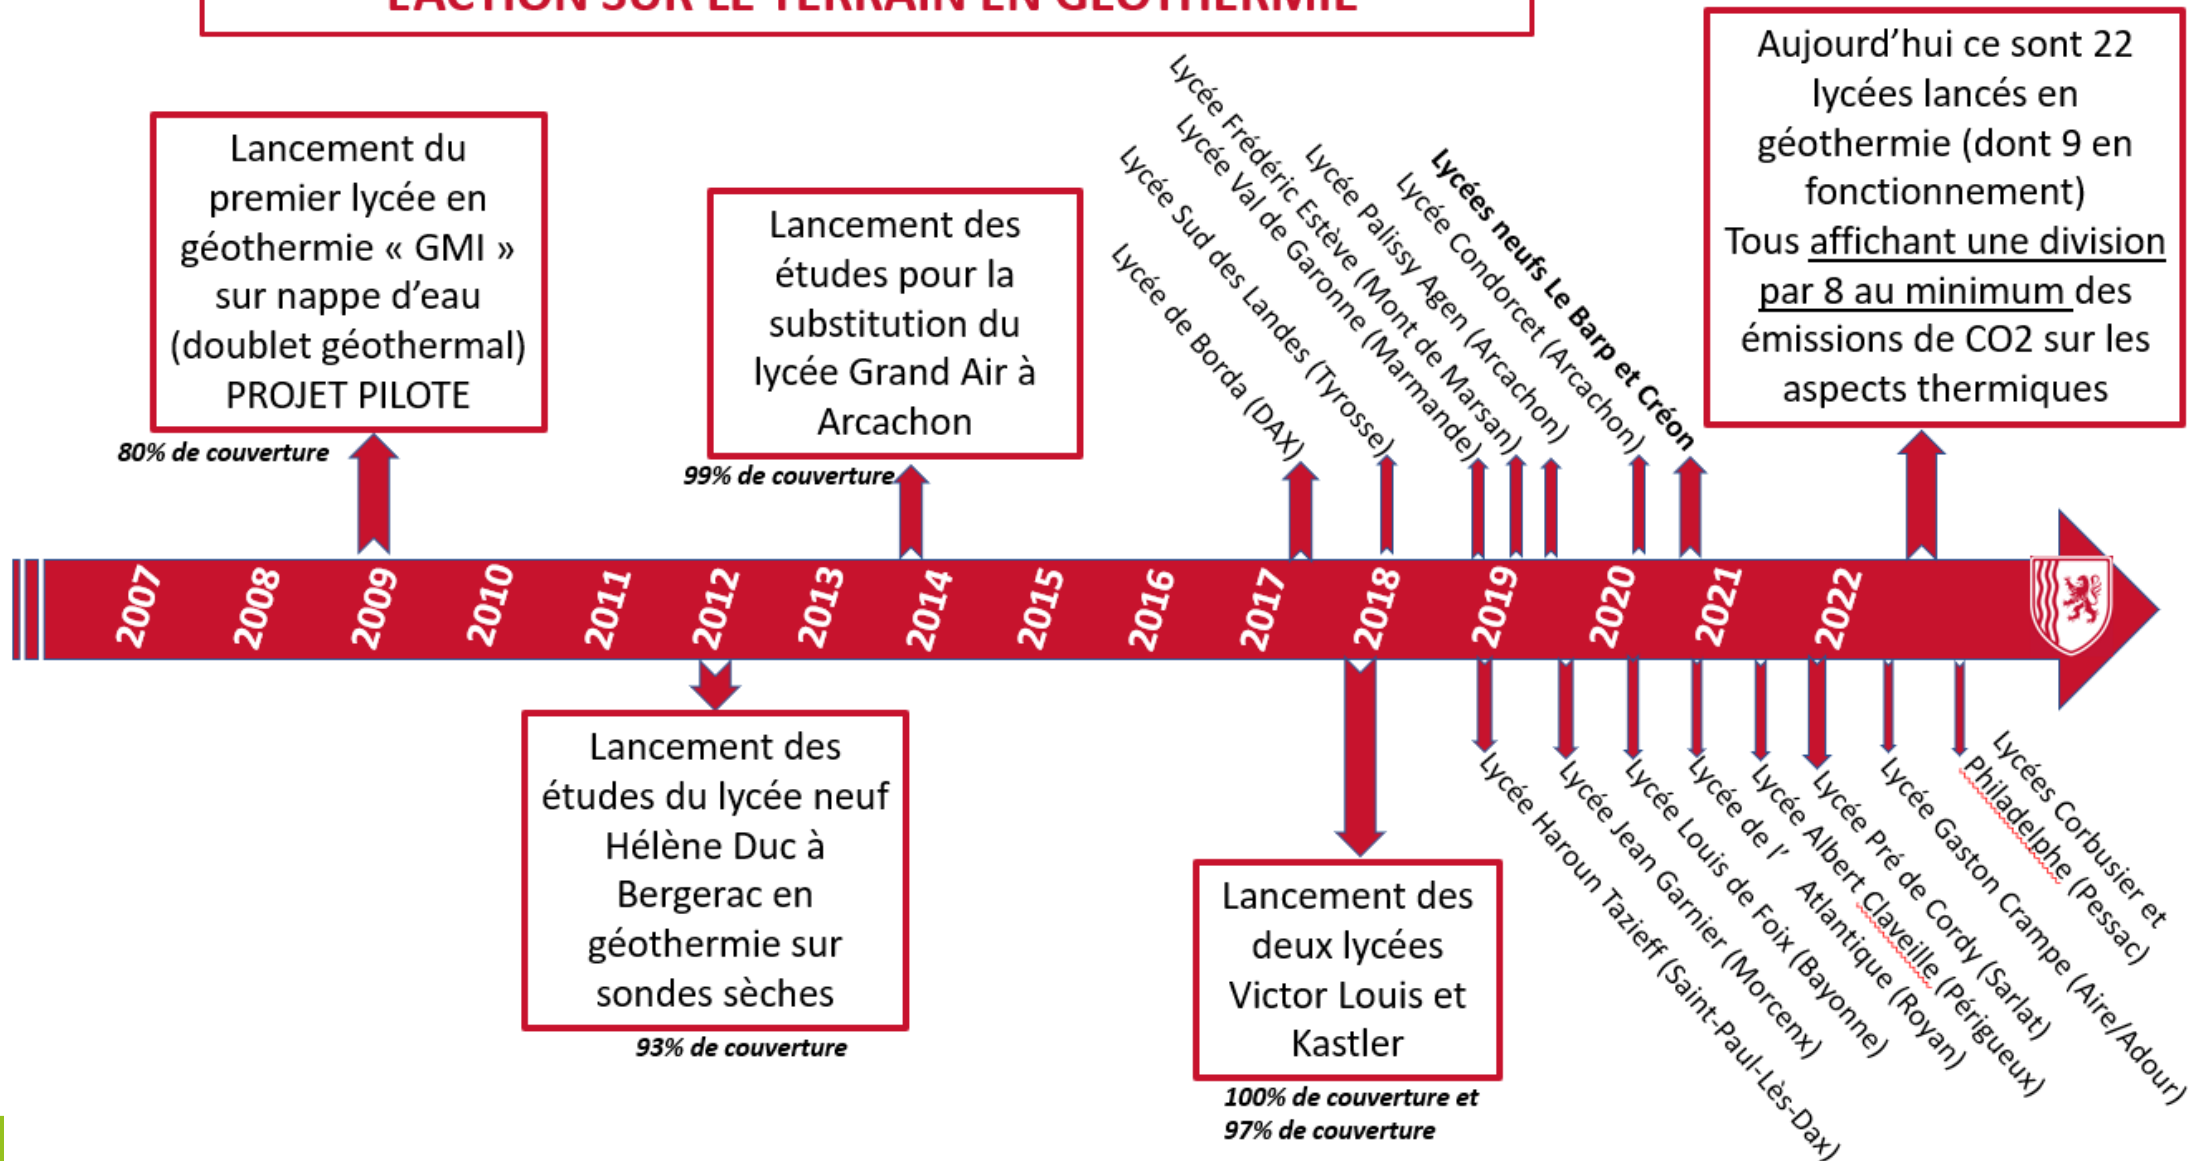 L'ACTION SUR LE TERRAIN EN GÉOTHERMIE
Lancement du
premier lycée en
géothermie « GMI »
sur nappe d'eau
(doublet géothermal)
PROJET PILOTE
80% de couverture
Lancement des
études pour la
substitution du
lycée Grand Air à
Arcachon
99% de couverture
Lycée de Borda (DAX)
Lycée Sud des Landes (Tyrosse)
Lycée Val de Garonne (Marmande)
Lycée Frédéric Estève (Mont de Marsan)
Lycée Palissy Agen (Arcachon)
Lycée Condorcet (Arcachon)
Lycées neufs Le Barp et Créon
Aujourd'hui ce sont 22
lycées lancés en
géothermie (dont 9 en
fonctionnement)
Tous affichant une division
par 8 au minimum des
émissions de CO2 sur les
aspects thermiques
2007
2008
2009
2010
2011
2012
2013
2014
2015
2016
2017
2018
2019
2020
2021
2022
Lancement des
études du lycée neuf
Hélène Duc à
Bergerac en
géothermie sur
sondes sèches
93% de couverture
Lancement des
deux lycées
Victor Louis et
Kastler
100% de couverture et
97% de couverture
Lycée Haroun Tazieff (Saint-Paul-Lès-Dax)
Lycée Jean Garnier (Morcenx)
Lycée Louis de Foix (Bayonne)
Lycée de l' Atlantique (Royan)
Lycée Albert Claveille (Périgueux)
Lycée Pré de Cordy (Sarlat)
Lycée Gaston Crampe (Aire/Adour)
Lycées Corbusier et
Philadelphe (Pessac)